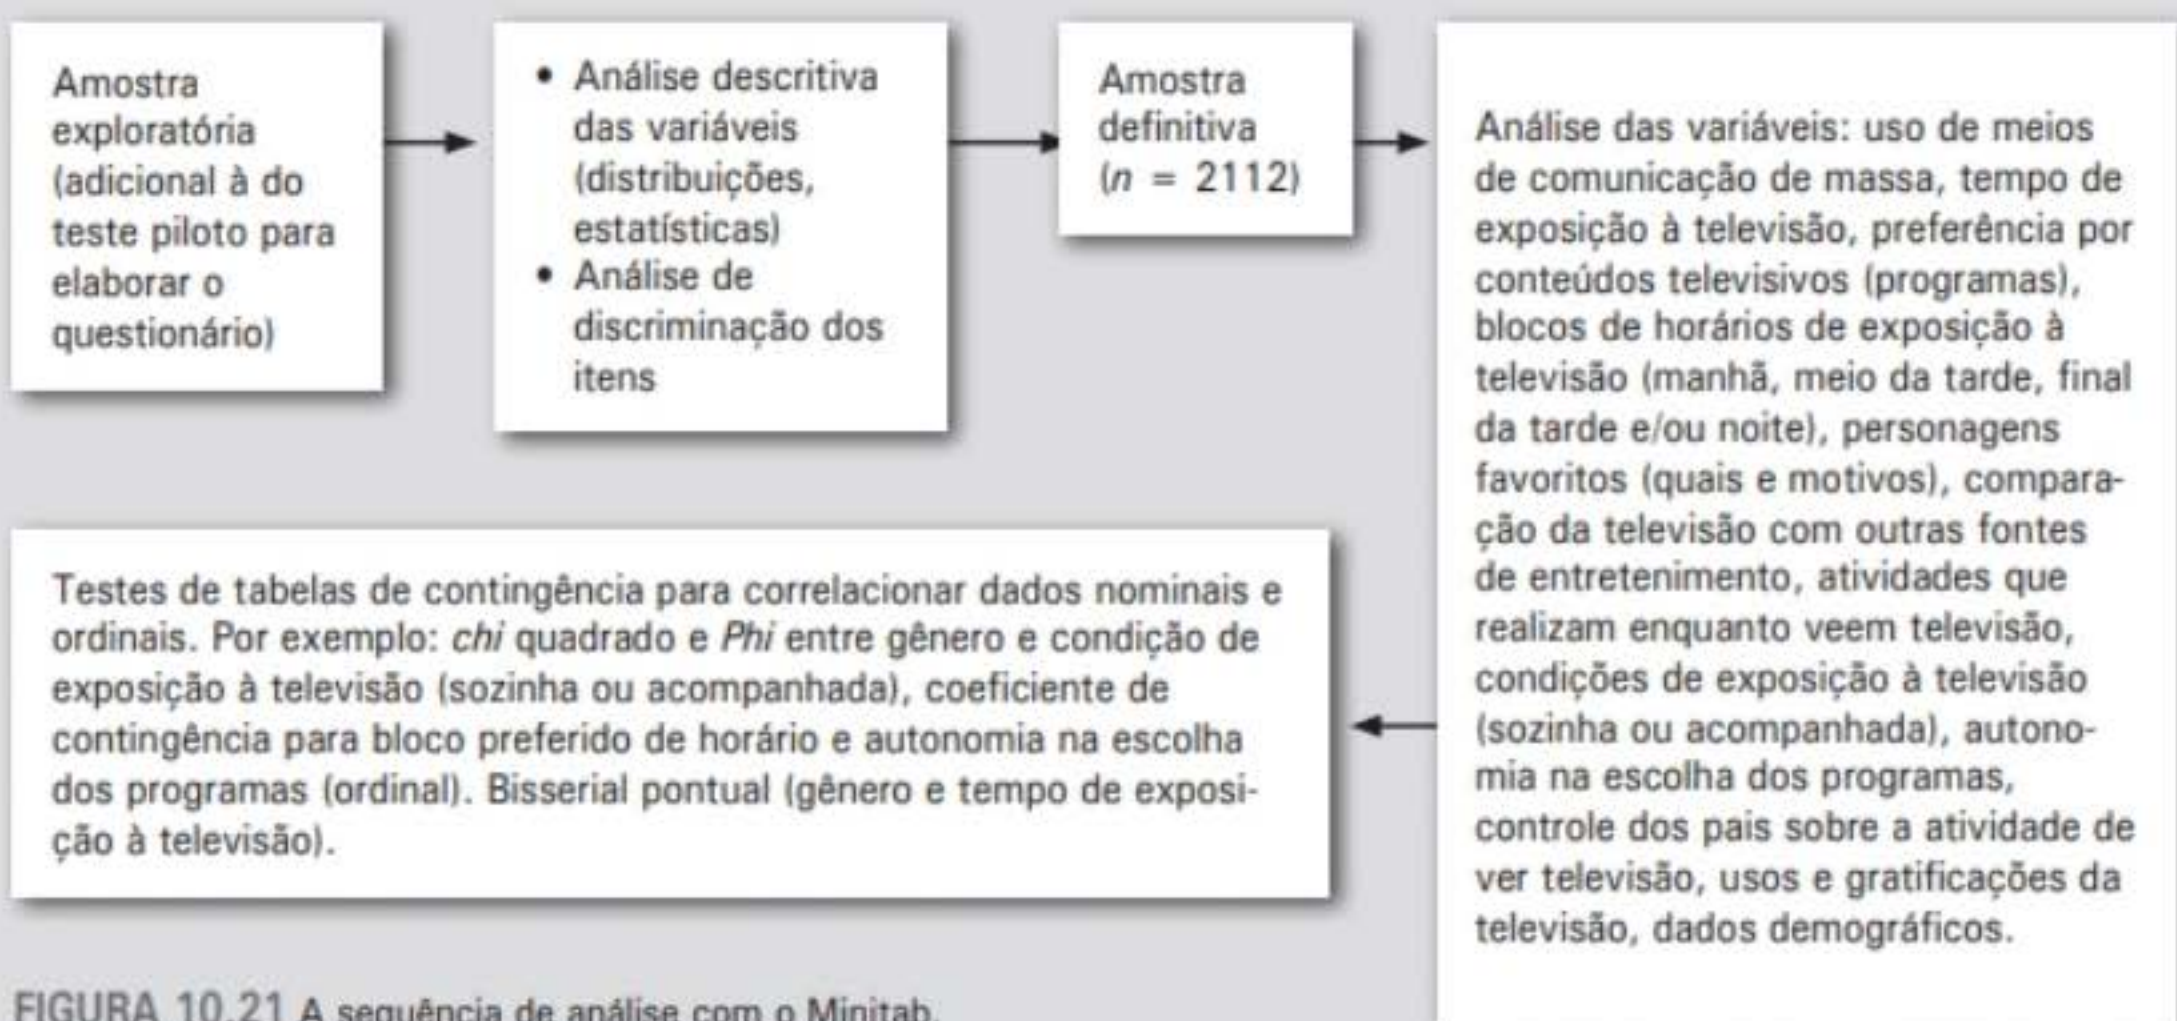 Amostra
exploratória
(adicional à do
teste piloto para
elaborar o
questionário)
• Análise descritiva
das variáveis
(distribuições,
estatísticas)
• Análise de
discriminação dos
itens
Amostra
definitiva
(n = 2112)
Análise das variáveis: uso de meios
de comunicação de massa, tempo de
exposição à televisão, preferência por
conteúdos televisivos (programas),
blocos de horários de exposição à
televisão (manhã, meio da tarde, final
da tarde e/ou noite), personagens
favoritos (quais e motivos), compara-
ção da televisão com outras fontes
de entretenimento, atividades que
realizam enquanto veem televisão,
condições de exposição à televisão
(sozinha ou acompanhada), autono-
mia na escolha dos programas,
controle dos pais sobre a atividade de
ver televisão, usos e gratificações da
televisão, dados demográficos.
Testes de tabelas de contingência para correlacionar dados nominais e
ordinais. Por exemplo: chi quadrado e Phi entre gênero e condição de
exposição à televisão (sozinha ou acompanhada), coeficiente de
contingência para bloco preferido de horário e autonomia na escolha
dos programas (ordinal). Bisserial pontual (gênero e tempo de exposi-
ção à televisão).
FIGURA 10.21 A sequência de análise com o Minitab.